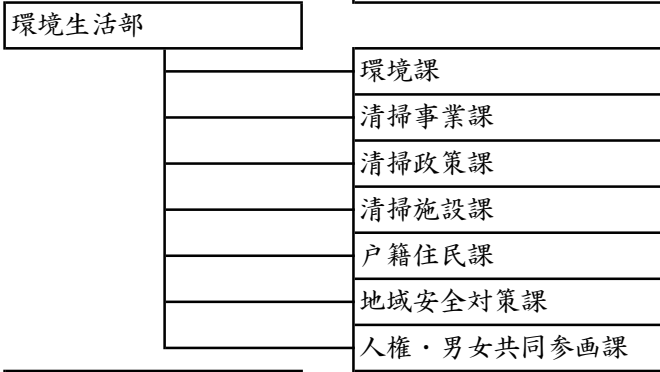 環境生活部
環境課
清掃事業課
清掃政策課
清掃施設課
戸籍住民課
地域安全対策課
人権・男女共同参画課